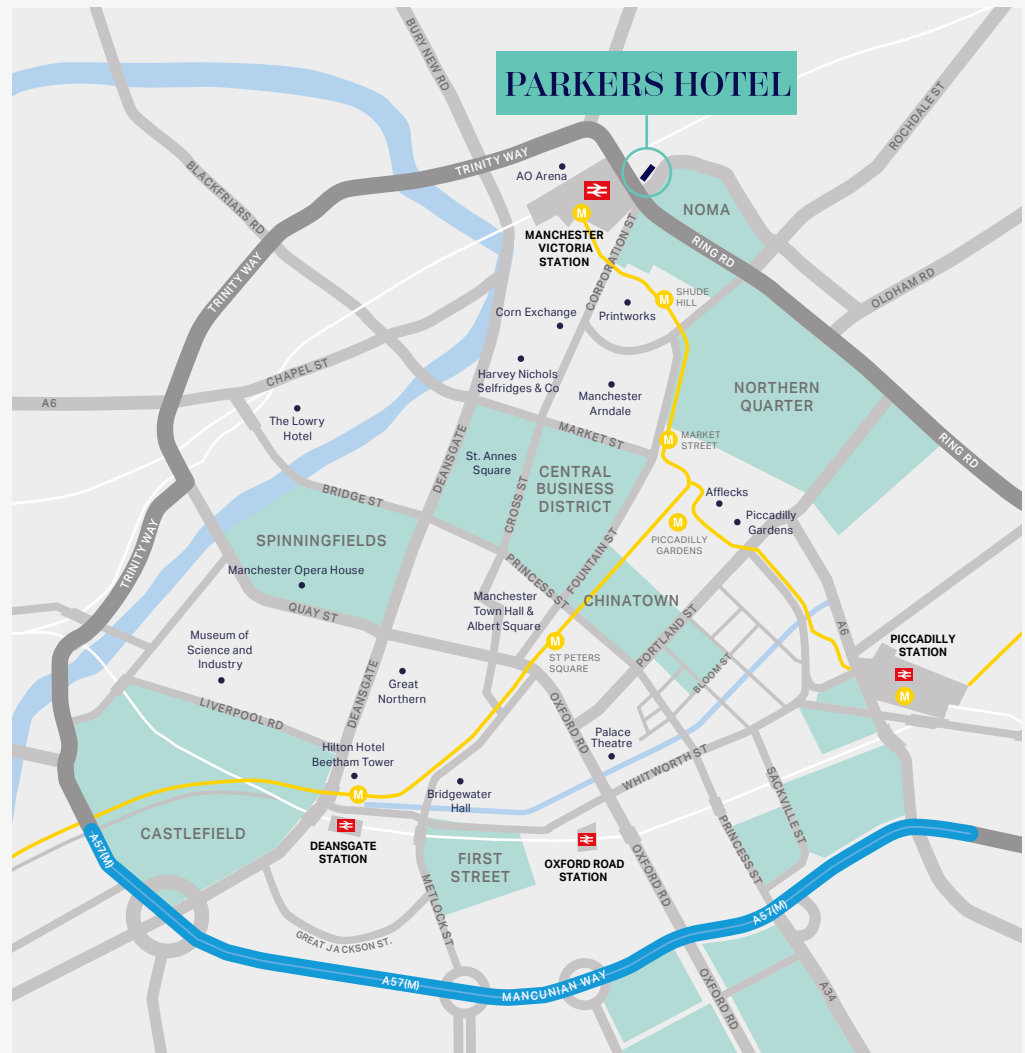 BURY NEW RD
PARKERS HOTEL
ROCHDALE ST
TRINITY WAY
BLACKFRIARS RD
AO Arena
NOMA
MANCHESTER
VICTORIA
STATION
M
CORPORATION ST
RING RD
TRINITY WAY
OLDHAM RD
M
SHUDE
HILL
Corn Exchange
Printworks
CHAPEL ST
Harvey Nichols
Selfridges & Co
Manchester
Arndale
NORTHERN
QUARTER
A6
The Lowry
Hotel
MARKET ST
M
MARKET
STREET
RING RD
DEANSGATE
St. Annes
Square
CENTRAL
BUSINESS
DISTRICT
CROSS ST
BRIDGE ST
Afflecks
Piccadilly
Gardens
M
PICCADILLY
GARDENS
SPINNINGFIELDS
TRINITY WAY
FOUNTAIN ST
PRINCESS ST
Manchester Opera House
CHINATOWN
QUAY ST
Manchester
Town Hall &
Albert Square
PORTLAND ST
A6
M
ST PETERS
SQUARE
PICCADILLY
STATION
M
Museum of
Science and
Industry
BLOOM ST
Great
Northern
DEANSGATE
LIVERPOOL RD
OXFORD RD
Palace
Theatre
Hilton Hotel
Beetham Tower
M
WHITWORTH ST
Bridgewater
Hall
SACKVILLE ST
CASTLEFIELD
A57(M)
DEANSGATE
STATION
FIRST
STREET
OXFORD ROAD
STATION
PRINCESS ST
OXFORD RD
METLOCK ST
A57(M)
GREAT JACKSON ST.
A57(M)
MANCUNIAN WAY
OXFORD RD
A34